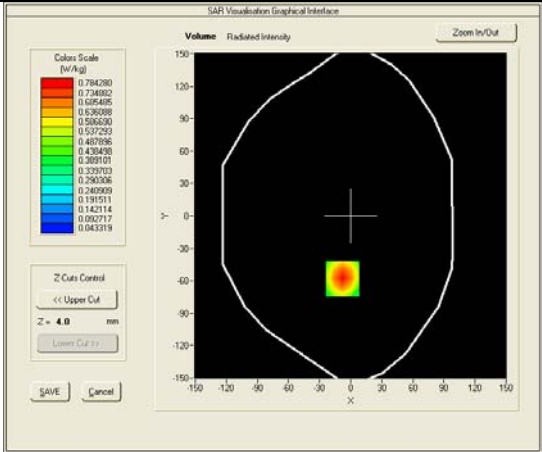 SAR Visualisation Graphical Interface
Volume Radiated Intensity
Zoom In/Out
Colors Scale
(W/kg)
0.784280
0.734882
0.685485
0.636088
0.586690
0.537293
0.487896
0.438498
0.389101
0.339703
0.290306
0.240909
0.191511
0.142114
0.092717
0.043319
Z-Cuts Control
<< Upper Cut
Z = 4.0 mm
Lower Cut >>
SAVE
Cancel
150
120
90
60
30
0
-30
-60
-90
-120
-150
Y
-150 -120 -90 -60 -30 0 30 60 90 120 150
X